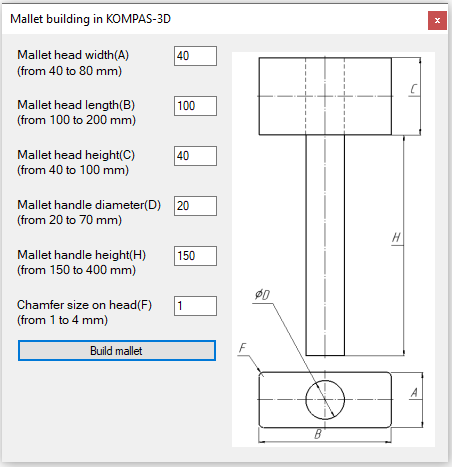 Mallet building in KOMPAS-3D
x
Mallet head width(A)
(from 40 to 80 mm)
40
Mallet head length(B)
(from 100 to 200 mm)
100
Mallet head height(C)
(from 40 to 100 mm)
40
Mallet handle diameter(D)
(from 20 to 70 mm)
20
Mallet handle height(H)
(from 150 to 400 mm)
150
Chamfer size on head(F)
(from 1 to 4 mm)
1
Build mallet
C
H
⌀D
F
A
B